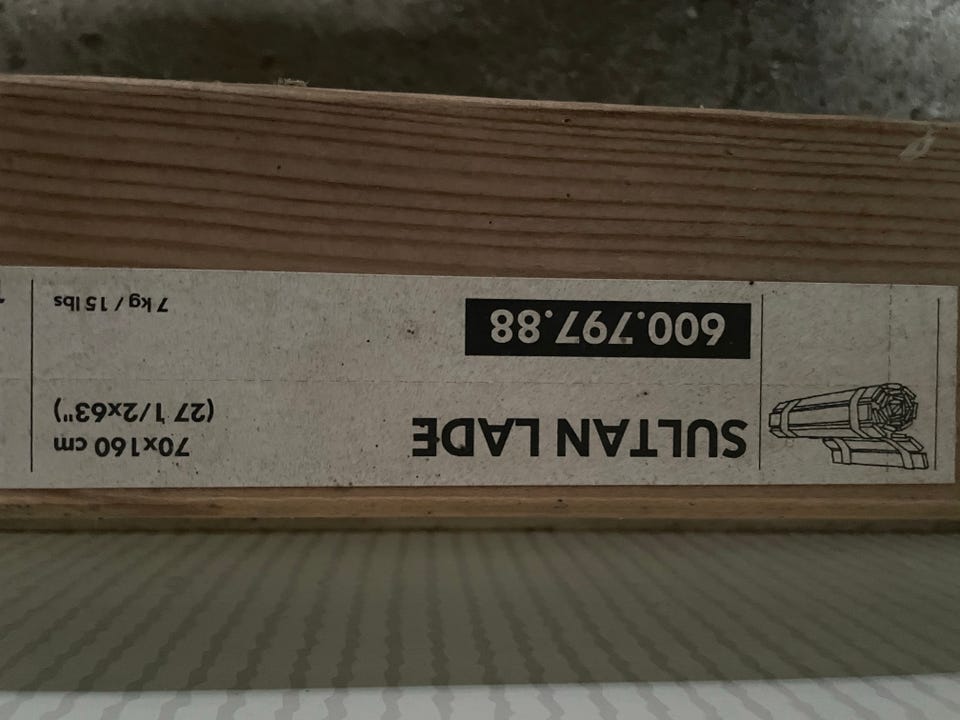 SULTAN LADE
600.797.88
70x160 cm
(27 1/2x63")
7 kg / 15 lbs